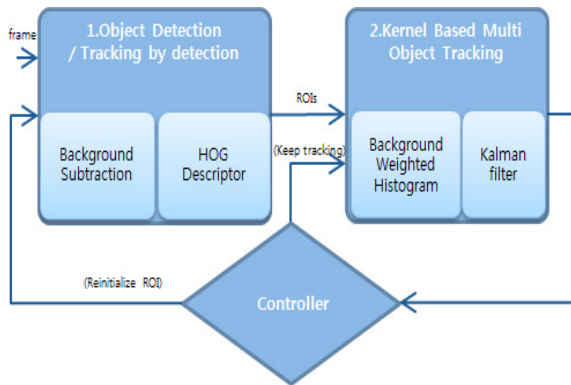 frame
1.Object Detection
/ Tracking by detection
2.Kernel Based Multi
Object Tracking
ROIs
(Keep tracking)
Background
Subtraction
HOG
Descriptor
Background
Weighted
Histogram
Kalman
filter
(Reinitialize ROI)
Controller